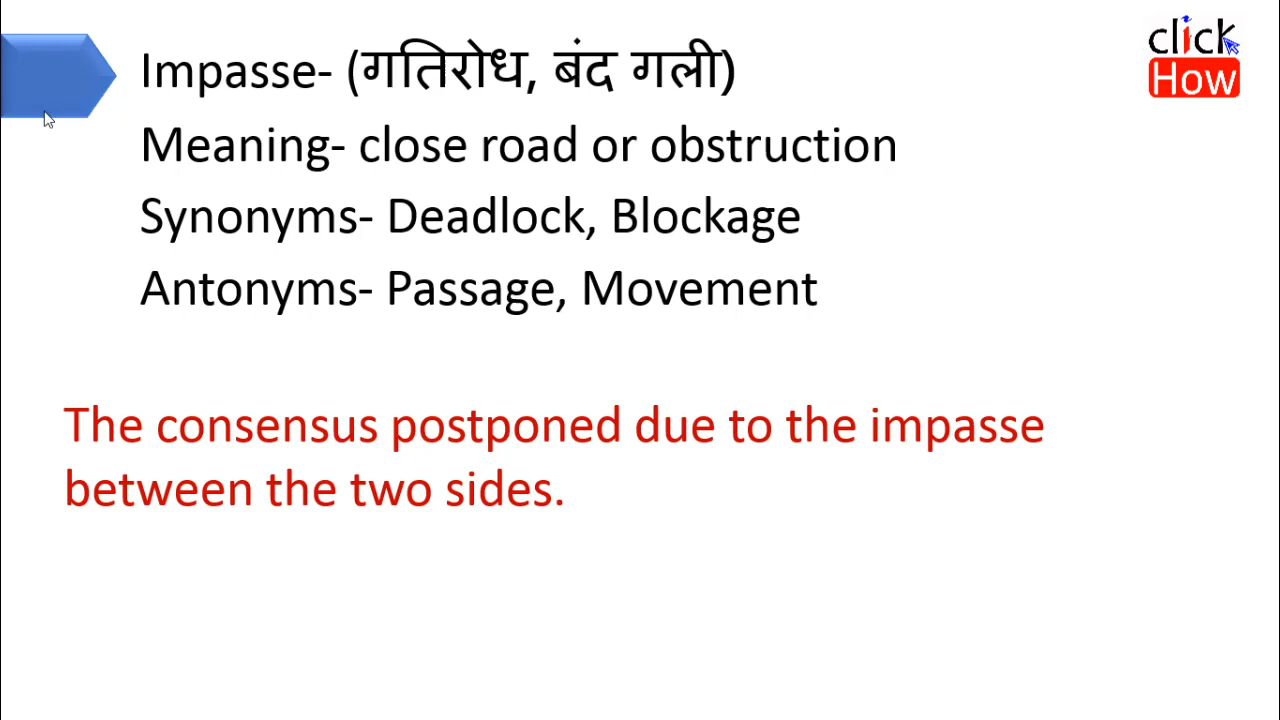 Impasse- (गतिरोध, बंद गली)
click
How
Meaning- close road or obstruction
Synonyms- Deadlock, Blockage
Antonyms- Passage, Movement
The consensus postponed due to the impasse
between the two sides.